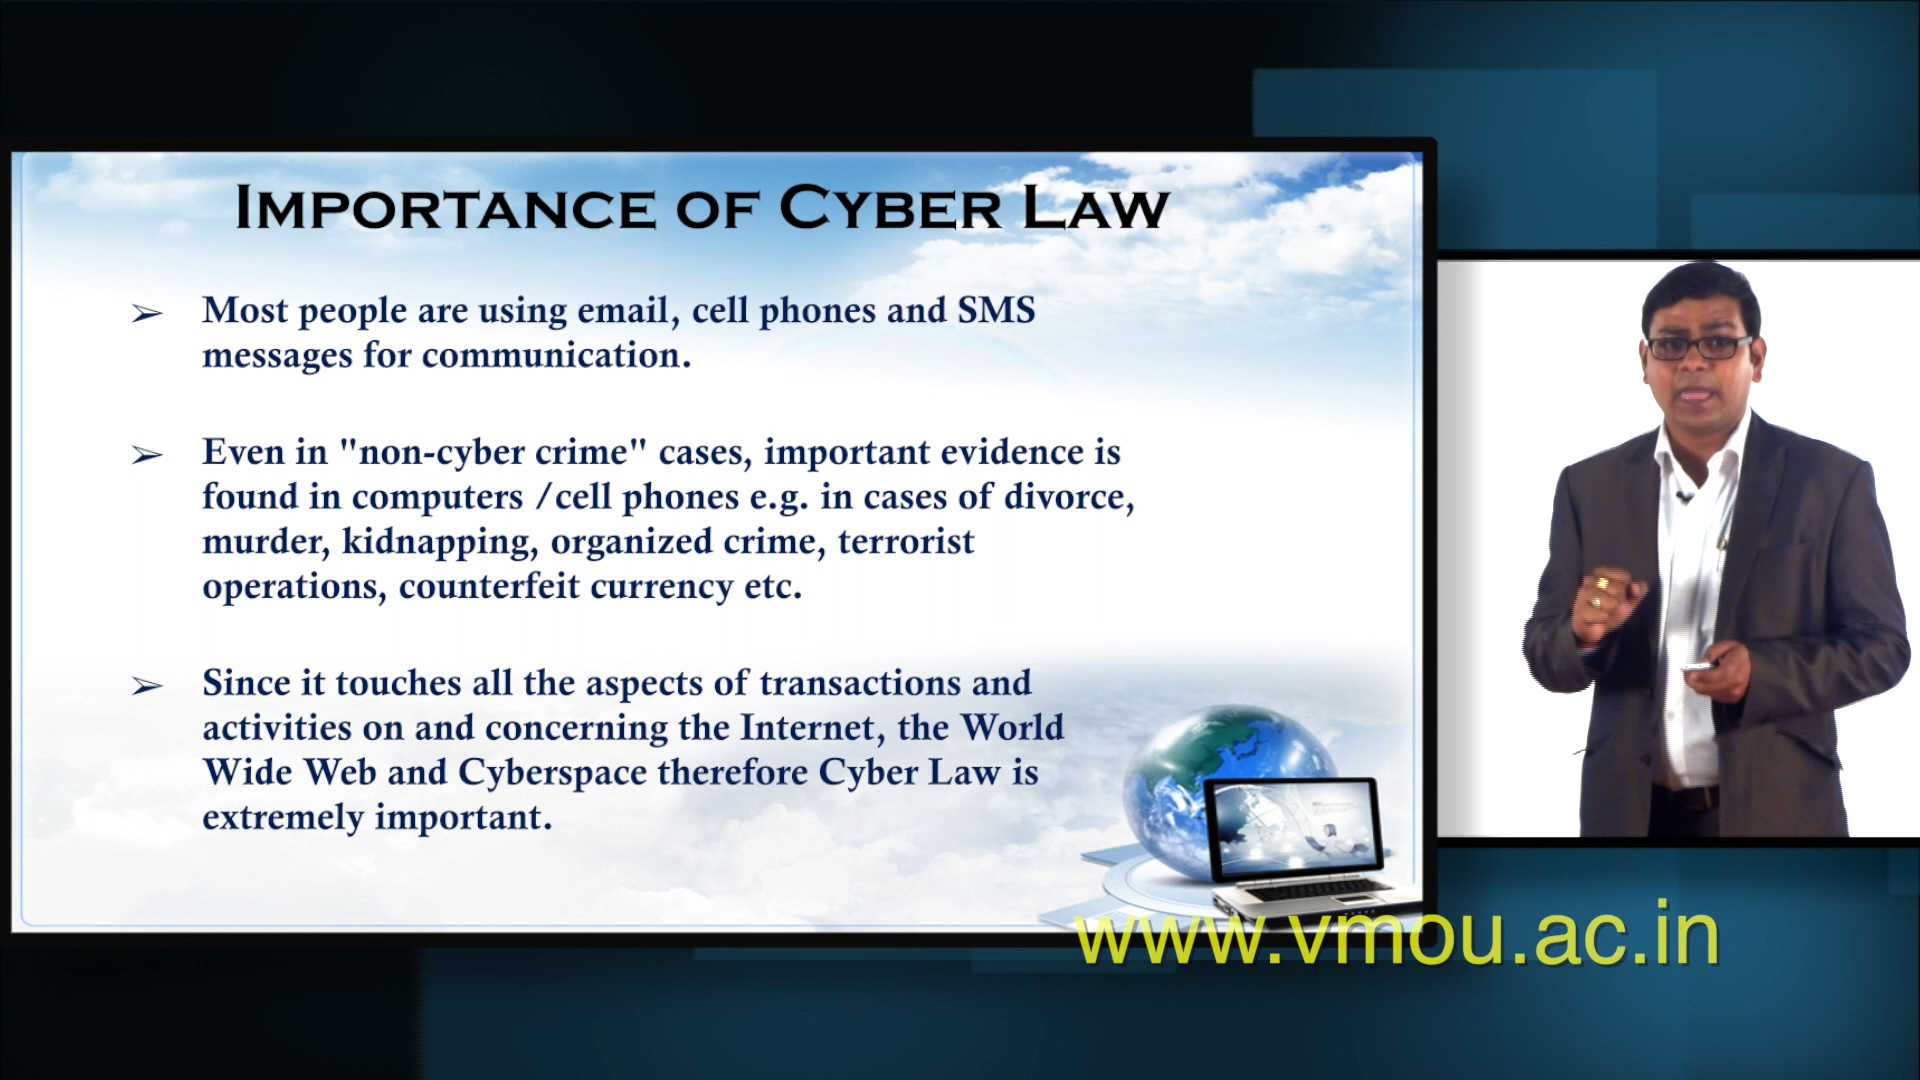 IMPORTANCE OF CYBER LAW
➢ Most people are using email, cell phones and SMS
messages for communication.
➢ Even in "non-cyber crime" cases, important evidence is
found in computers /cell phones e.g. in cases of divorce,
murder, kidnapping, organized crime, terrorist
operations, counterfeit currency etc.
➢ Since it touches all the aspects of transactions and
activities on and concerning the Internet, the World
Wide Web and Cyberspace therefore Cyber Law is
extremely important.
www.vmou.ac.in